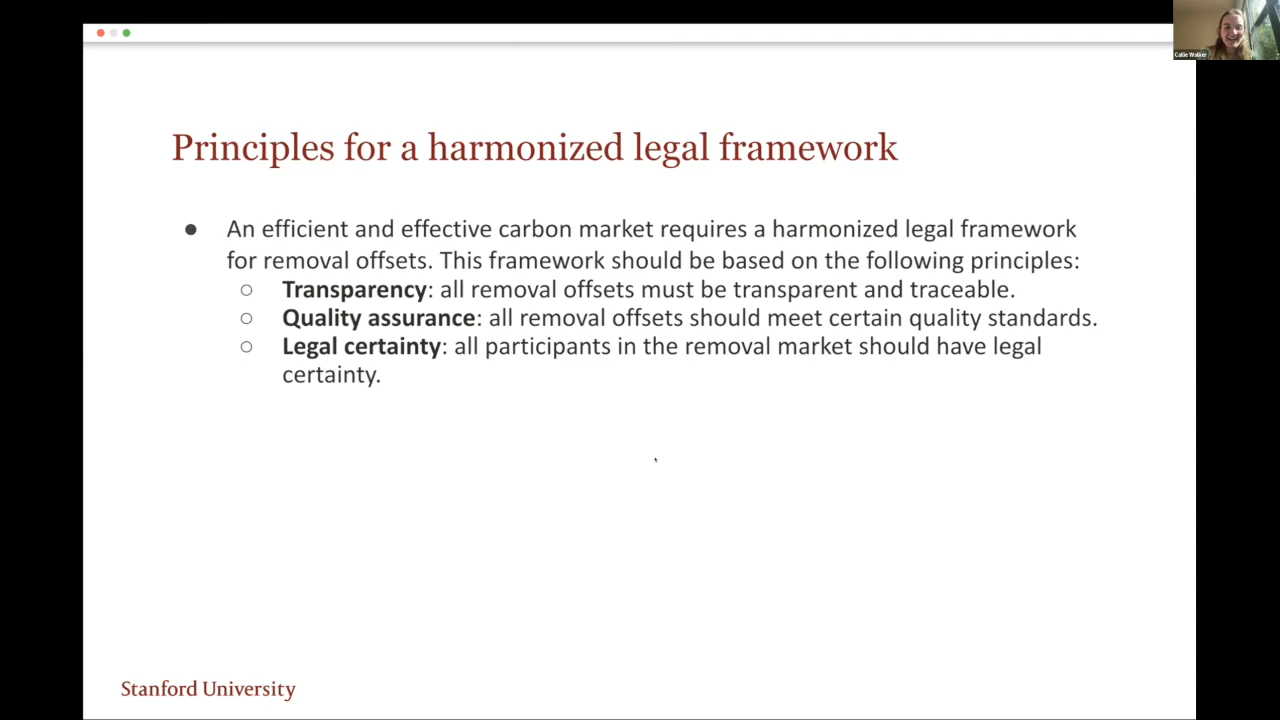 Principles for a harmonized legal framework
● An efficient and effective carbon market requires a harmonized legal framework
for removal offsets. This framework should be based on the following principles:
○ Transparency: all removal offsets must be transparent and traceable.
○ Quality assurance: all removal offsets should meet certain quality standards.
○ Legal certainty: all participants in the removal market should have legal
certainty.
Stanford University
Callie Walker